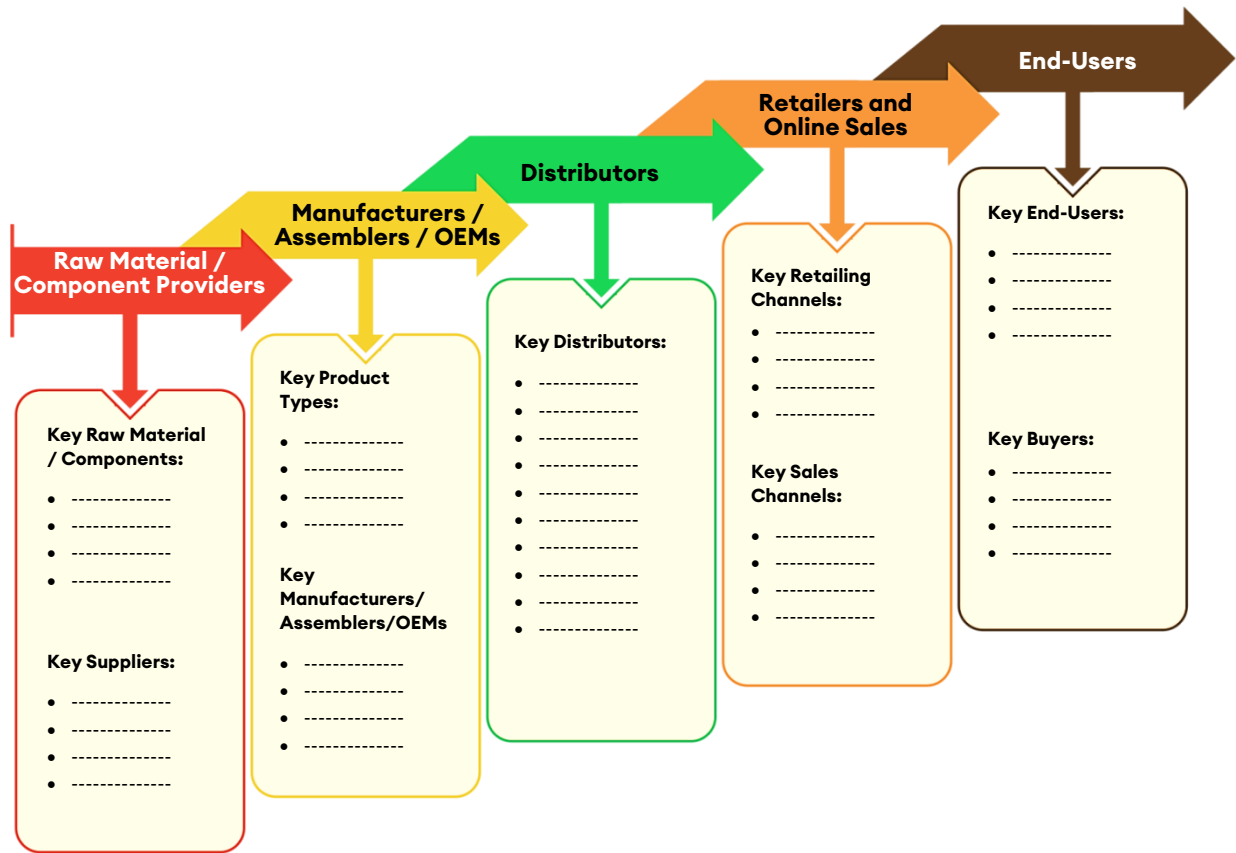 Raw Material /
Component Providers
Key Raw Material
/ Components:
• --------------
• --------------
• --------------
• --------------
Key Suppliers:
• --------------
• --------------
• --------------
• --------------
Manufacturers /
Assemblers / OEMs
Key Product
Types:
• --------------
• --------------
• --------------
• --------------
Key
Manufacturers/
Assemblers/OEMs
• --------------
• --------------
• --------------
• --------------
Distributors
Key Distributors:
• --------------
• --------------
• --------------
• --------------
• --------------
• --------------
• --------------
• --------------
• --------------
• --------------
Retailers and
Online Sales
Key Retailing
Channels:
• --------------
• --------------
• --------------
• --------------
Key Sales
Channels:
• --------------
• --------------
• --------------
• --------------
End-Users
Key End-Users:
• --------------
• --------------
• --------------
• --------------
Key Buyers:
• --------------
• --------------
• --------------
• --------------